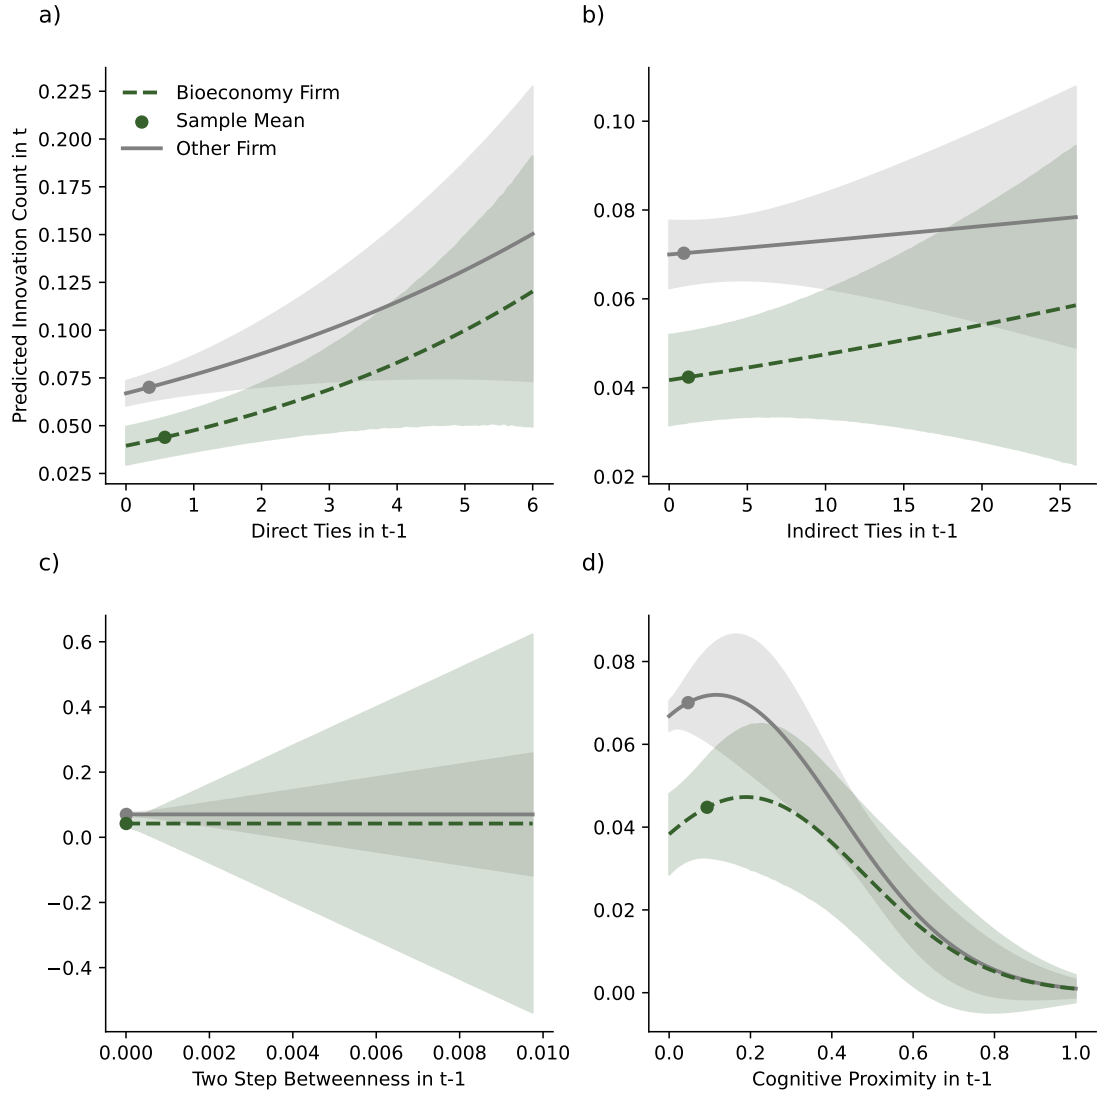 a)
Predicted Innovation Count in t
0.225
0.200
0.175
0.150
0.125
0.100
0.075
0.050
0.025
Bioeconomy Firm
Sample Mean
Other Firm
0 1 2 3 4 5 6
Direct Ties in t-1
b)
0.10
0.08
0.06
0.04
0.02
0 5 10 15 20 25
Indirect Ties in t-1
c)
0.6
0.4
0.2
0.0
−0.2
−0.4
0.000 0.002 0.004 0.006 0.008 0.010
Two Step Betweenness in t-1
d)
0.08
0.06
0.04
0.02
0.00
0.0 0.2 0.4 0.6 0.8 1.0
Cognitive Proximity in t-1